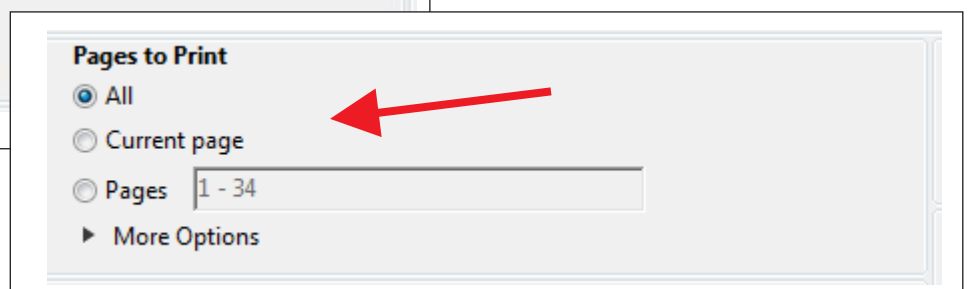 Pages to Print
All
Current page
Pages 1 - 34
More Options